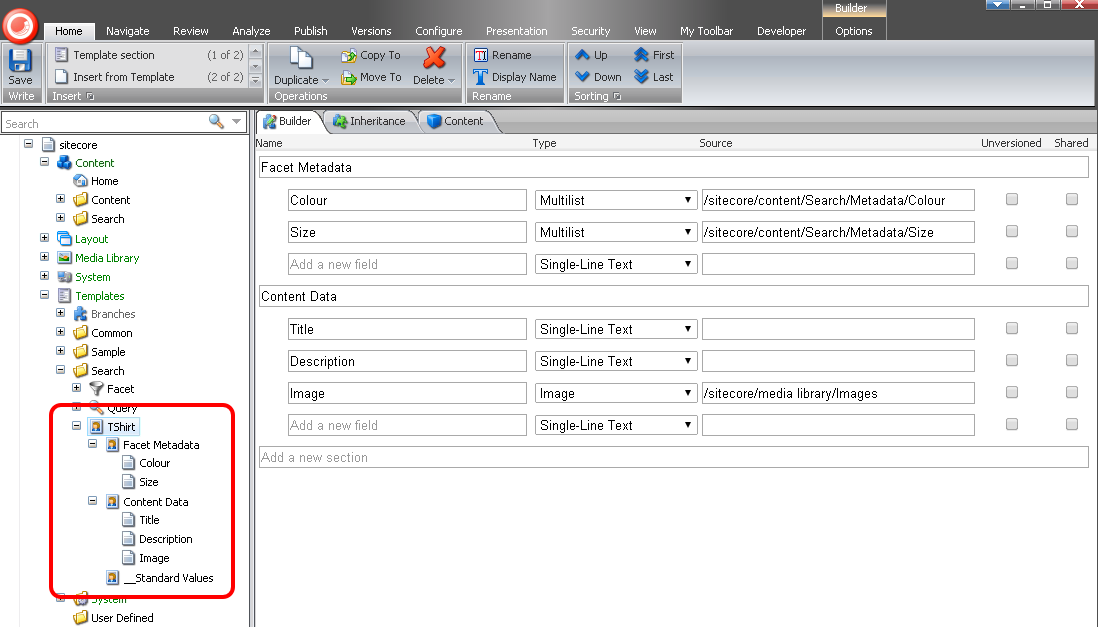 Builder
Home Navigate Review Analyze Publish Versions Configure Presentation Security View My Toolbar Developer Options
Save
Write
Template section (1 of 2)
Insert from Template (2 of 2)
Insert
Duplicate
Copy To
Move To
Delete
Operations
Rename
Display Name
Rename
Up First
Down Last
Sorting
Search
sitecore
Content
Home
Content
Search
Layout
Media Library
System
Templates
Branches
Common
Sample
Search
Facet
Query
TShirt
Facet Metadata
Colour
Size
Content Data
Title
Description
Image
__Standard Values
System
User Defined
Builder Inheritance Content
Name Type Source Unversioned Shared
Facet Metadata
Colour Multilist /sitecore/content/Search/Metadata/Colour
Size Multilist /sitecore/content/Search/Metadata/Size
Add a new field Single-Line Text
Content Data
Title Single-Line Text
Description Single-Line Text
Image Image /sitecore/media library/Images
Add a new field Single-Line Text
Add a new section